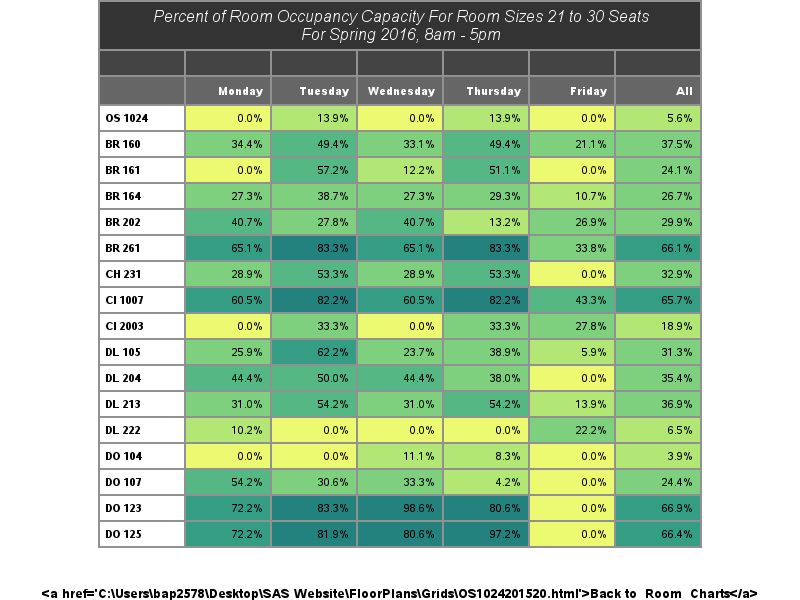 Percent of Room Occupancy Capacity For Room Sizes 21 to 30 Seats
For Spring 2016, 8am - 5pm
Monday Tuesday Wednesday Thursday Friday All
OS 1024 0.0% 13.9% 0.0% 13.9% 0.0% 5.6%
BR 160 34.4% 49.4% 33.1% 49.4% 21.1% 37.5%
BR 161 0.0% 57.2% 12.2% 51.1% 0.0% 24.1%
BR 164 27.3% 38.7% 27.3% 29.3% 10.7% 26.7%
BR 202 40.7% 27.8% 40.7% 13.2% 26.9% 29.9%
BR 261 65.1% 83.3% 65.1% 83.3% 33.8% 66.1%
CH 231 28.9% 53.3% 28.9% 53.3% 0.0% 32.9%
CI 1007 60.5% 82.2% 60.5% 82.2% 43.3% 65.7%
CI 2003 0.0% 33.3% 0.0% 33.3% 27.8% 18.9%
DL 105 25.9% 62.2% 23.7% 38.9% 5.9% 31.3%
DL 204 44.4% 50.0% 44.4% 38.0% 0.0% 35.4%
DL 213 31.0% 54.2% 31.0% 54.2% 13.9% 36.9%
DL 222 10.2% 0.0% 0.0% 0.0% 22.2% 6.5%
DO 104 0.0% 0.0% 11.1% 8.3% 0.0% 3.9%
DO 107 54.2% 30.6% 33.3% 4.2% 0.0% 24.4%
DO 123 72.2% 83.3% 98.6% 80.6% 0.0% 66.9%
DO 125 72.2% 81.9% 80.6% 97.2% 0.0% 66.4%
<a href='C:\Users\bap2578\Desktop\SAS Website\FloorPlans\Grids\OS1024201520.html'>Back to Room Charts</a>